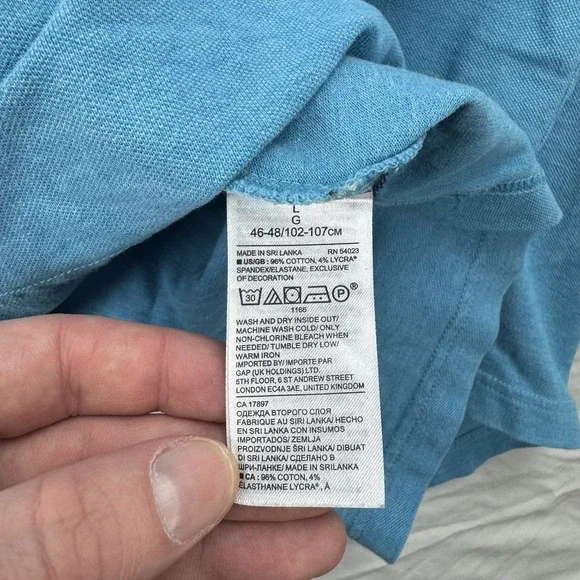 L
G
46-48/102-107CM
MADE IN SRI LANKA RN 54023
■ US/GB : 96% COTTON, 4% LYCRA®
SPANDEX/ELASTANE, EXCLUSIVE
OF DECORATION
30 P ®
1166
WASH AND DRY INSIDE OUT/
MACHINE WASH COLD/ ONLY
NON-CHLORINE BLEACH WHEN
NEEDED/ TUMBLE DRY LOW/
WARM IRON
IMPORTED BY/ IMPORTE PAR
GAP (UK HOLDINGS) LTD.
5TH FLOOR, 6 ST ANDREW STREET
LONDON EC4A 3AE, UNITED KINGDOM
CA 17897
ОДЕЖДА ВТОРОГО СЛОЯ
FABRIQUE AU SRI LANKA/ HECHO
EN SRI LANKA CON INSUMOS
IMPORTADOS/ ZEMLJA
PROIZVODNJE ŠRI LANKA/ DIBUAT
DI SRI LANKA/ СДЕЛАНО В
ШРИ-ЛАНКЕ/ MADE IN SRILANKA
■ CA : 96% COTON, 4%
ELASTHANNE LYCRA®, À